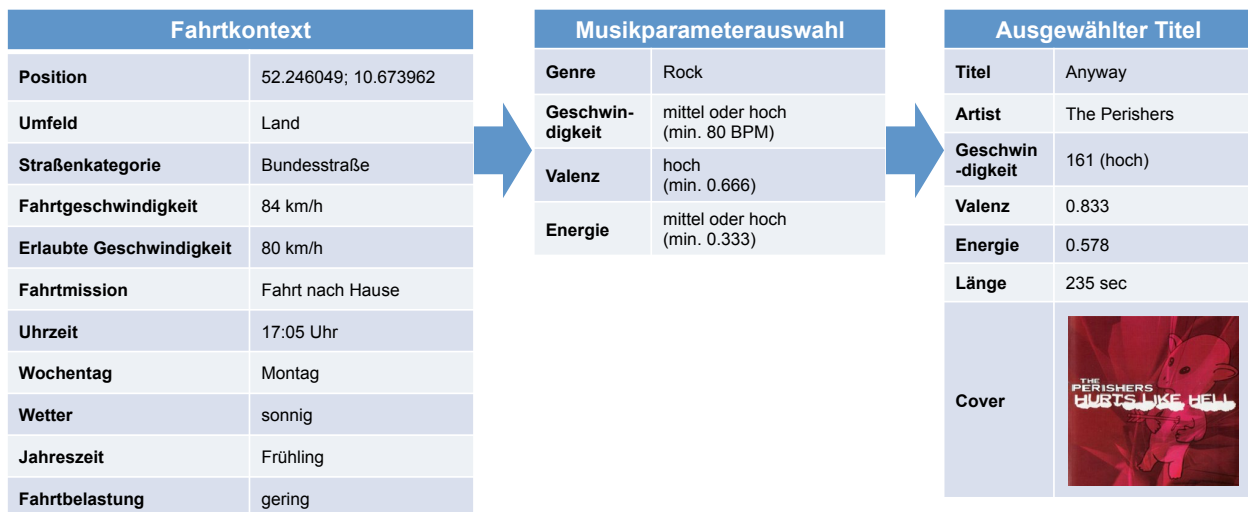 Fahrtkontext
Position 52.246049; 10.673962
Umfeld Land
Straßenkategorie Bundesstraße
Fahrtgeschwindigkeit 84 km/h
Erlaubte Geschwindigkeit 80 km/h
Fahrtmission Fahrt nach Hause
Uhrzeit 17:05 Uhr
Wochentag Montag
Wetter sonnig
Jahreszeit Frühling
Fahrtbelastung gering
Musikparameterauswahl
Genre Rock
Geschwin-
digkeit
mittel oder hoch
(min. 80 BPM)
Valenz
hoch
(min. 0.666)
Energie
mittel oder hoch
(min. 0.333)
Ausgewählter Titel
Titel Anyway
Artist The Perishers
Geschwin
-digkeit
161 (hoch)
Valenz 0.833
Energie 0.578
Länge 235 sec
Cover
THE
PERISHERS
HURTS LIKE HELL